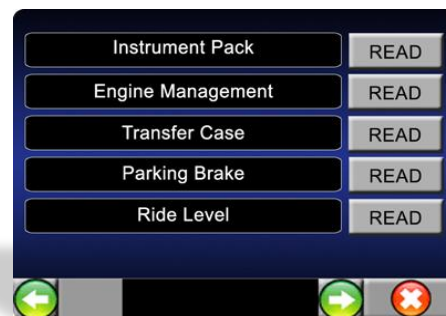 Instrument Pack READ
Engine Management READ
Transfer Case READ
Parking Brake READ
Ride Level READ